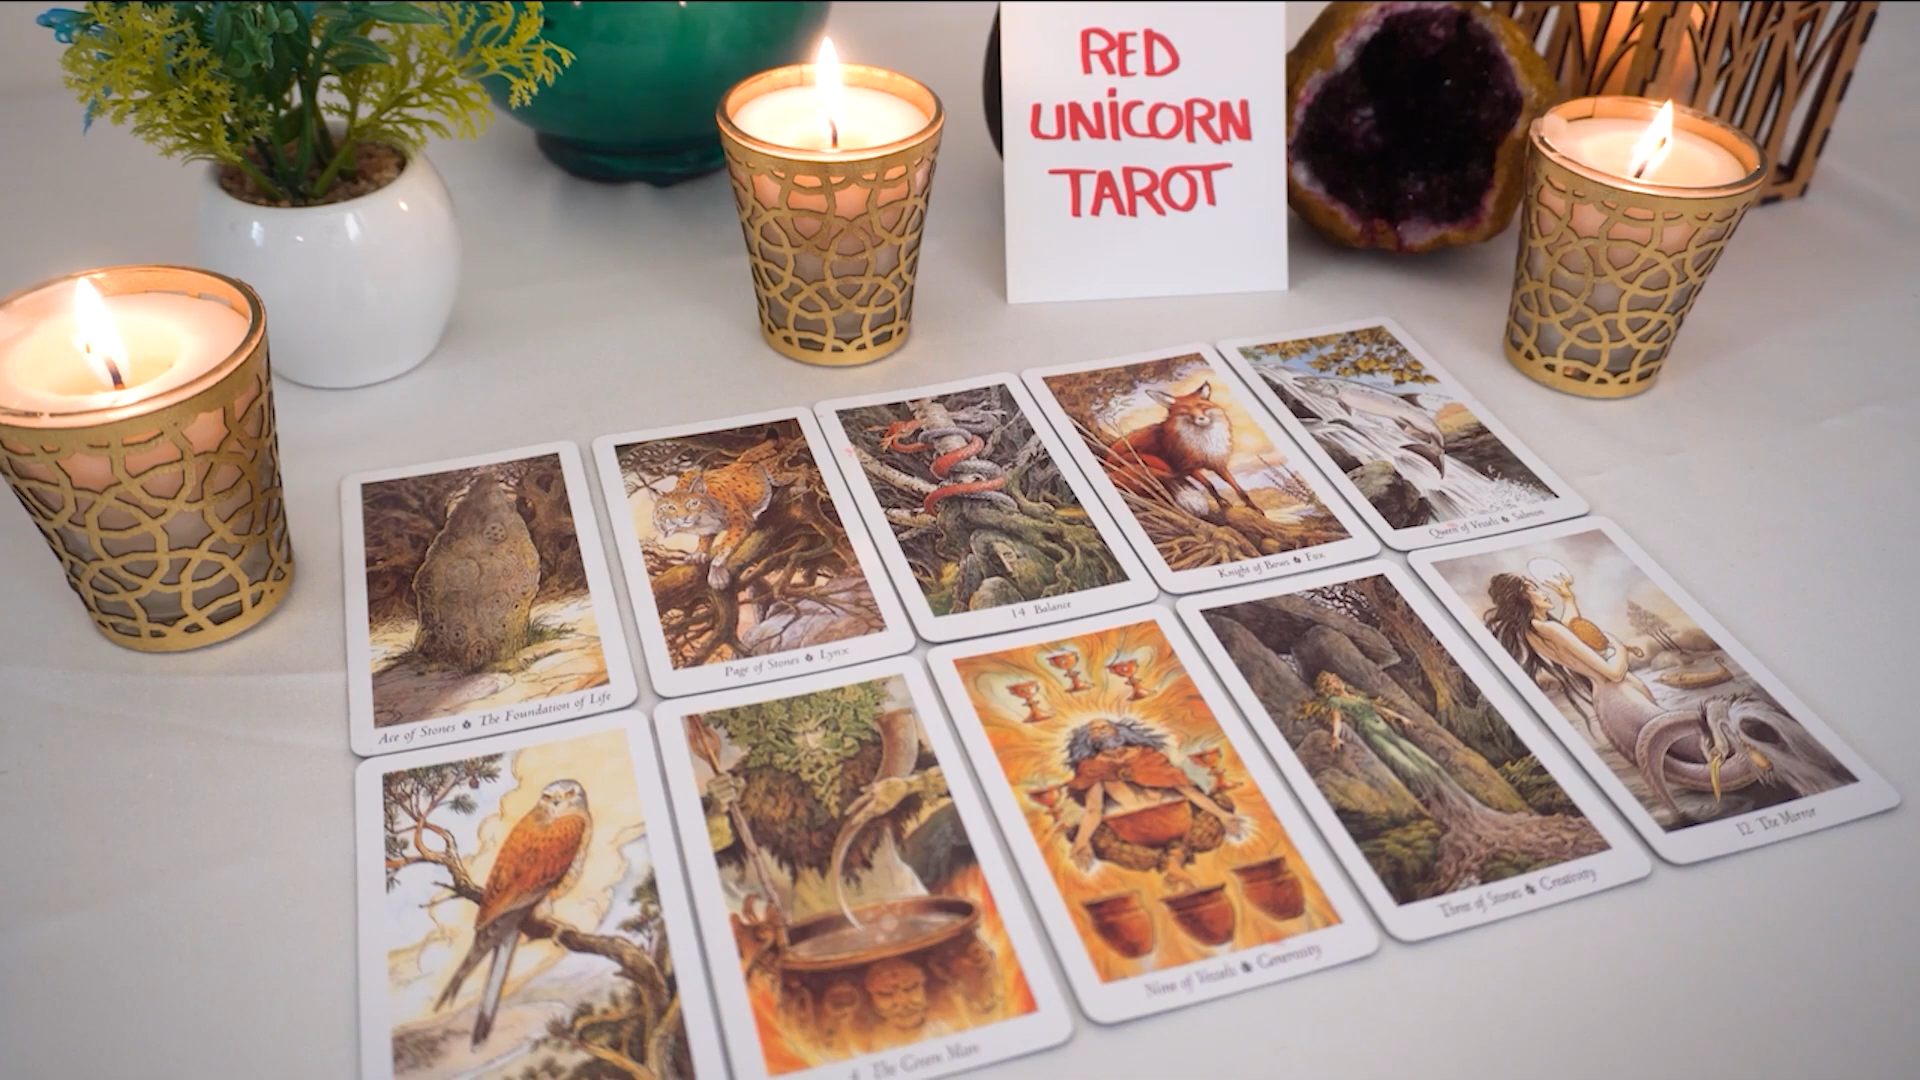 RED
UNICORN
TAROT
Queen of Vessels Salmon
Knight of Bows Fox
14 Balance
Page of Stones Lynx
Ace of Stones The Foundation of Life
12 The Mirror
Three of Stones Creativity
Nine of Vessels Generosity
4 The Green Man